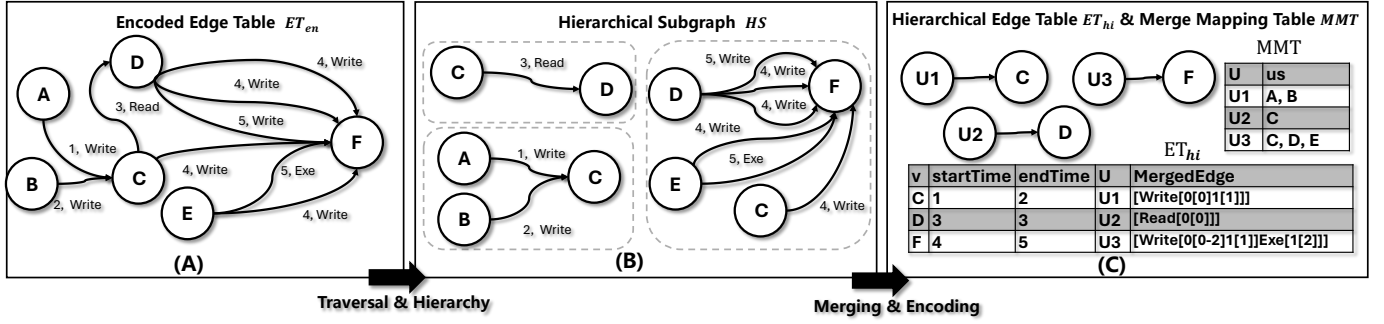 Encoded Edge Table ET_en
D
A
B
C
E
F
4, Write
4, Write
3, Read
5, Write
1, Write
4, Write
5, Exe
2, Write
4, Write
(A)
Traversal & Hierarchy
Hierarchical Subgraph HS
C
3, Read
D
A
1, Write
C
B
2, Write
D
5, Write
4, Write
4, Write
F
4, Write
E
5, Exe
C
4, Write
(B)
Merging & Encoding
Hierarchical Edge Table ET_hi & Merge Mapping Table MMT
U1
C
U3
F
U2
D
MMT
U us
U1 A, B
U2 C
U3 C, D, E
ET_hi
v startTime endTime U MergedEdge
C 1 2 U1 [Write[0[0]1[1]]]
D 3 3 U2 [Read[0[0]]]
F 4 5 U3 [Write[0[0-2]1[1]]Exe[1[2]]]
(C)